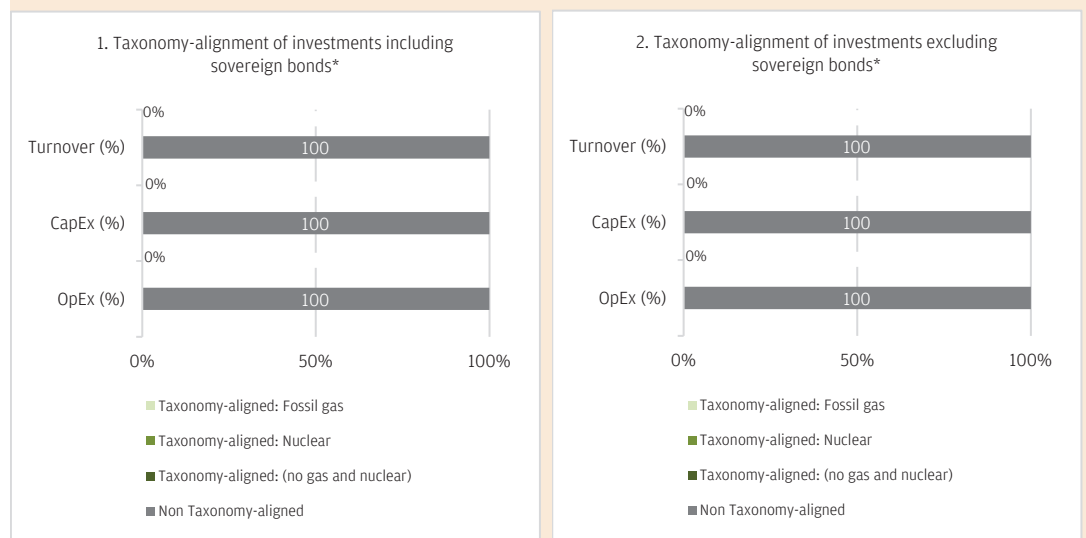 1. Taxonomy-alignment of investments including
sovereign bonds*
0%
Turnover (%)
100
0%
CapEx (%)
100
0%
OpEx (%)
100
0%
50%
100%
Taxonomy-aligned: Fossil gas
Taxonomy-aligned: Nuclear
Taxonomy-aligned: (no gas and nuclear)
Non Taxonomy-aligned
2. Taxonomy-alignment of investments excluding
sovereign bonds*
0%
Turnover (%)
100
0%
CapEx (%)
100
0%
OpEx (%)
100
0%
50%
100%
Taxonomy-aligned: Fossil gas
Taxonomy-aligned: Nuclear
Taxonomy-aligned: (no gas and nuclear)
Non Taxonomy-aligned